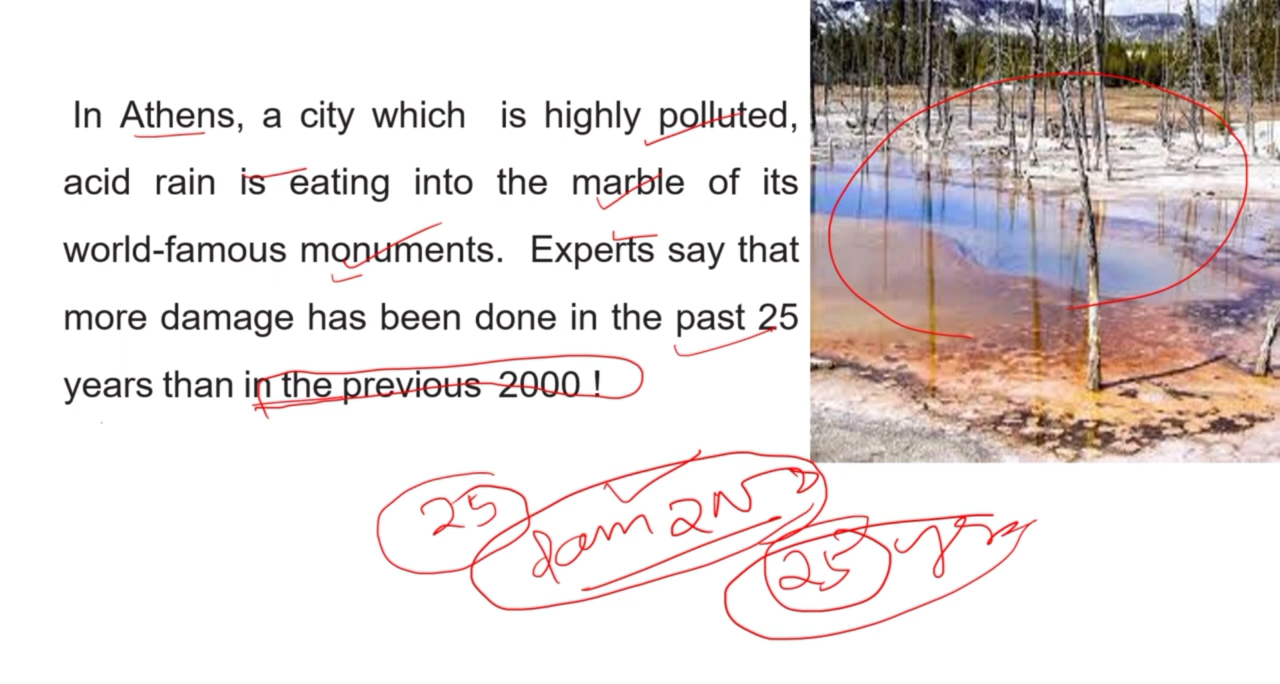 In Athens, a city which is highly polluted,
acid rain is eating into the marble of its
world-famous monuments. Experts say that
more damage has been done in the past 25
years than in the previous 2000 !
25
25 yrs